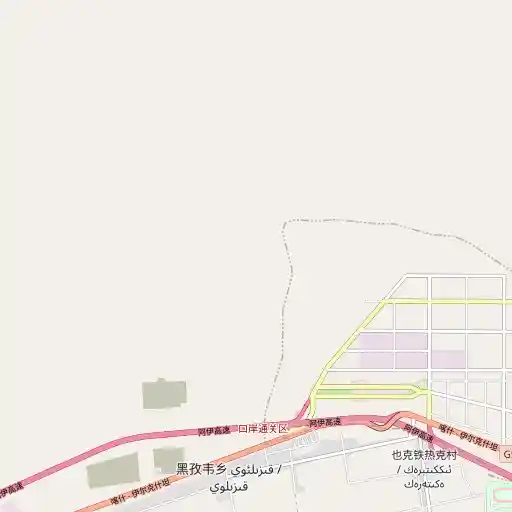 阿伊高速
口岸通关区
阿伊高速
喀什 - 伊尔克什坦
阿伊高速
也克铁热克村
/ ئىككىتېرەك
ەكىتەرەك
G
黑孜韦乡 / قىزىلئوي
قىزىلوي
伊高速
喀什 - 伊尔克什坦